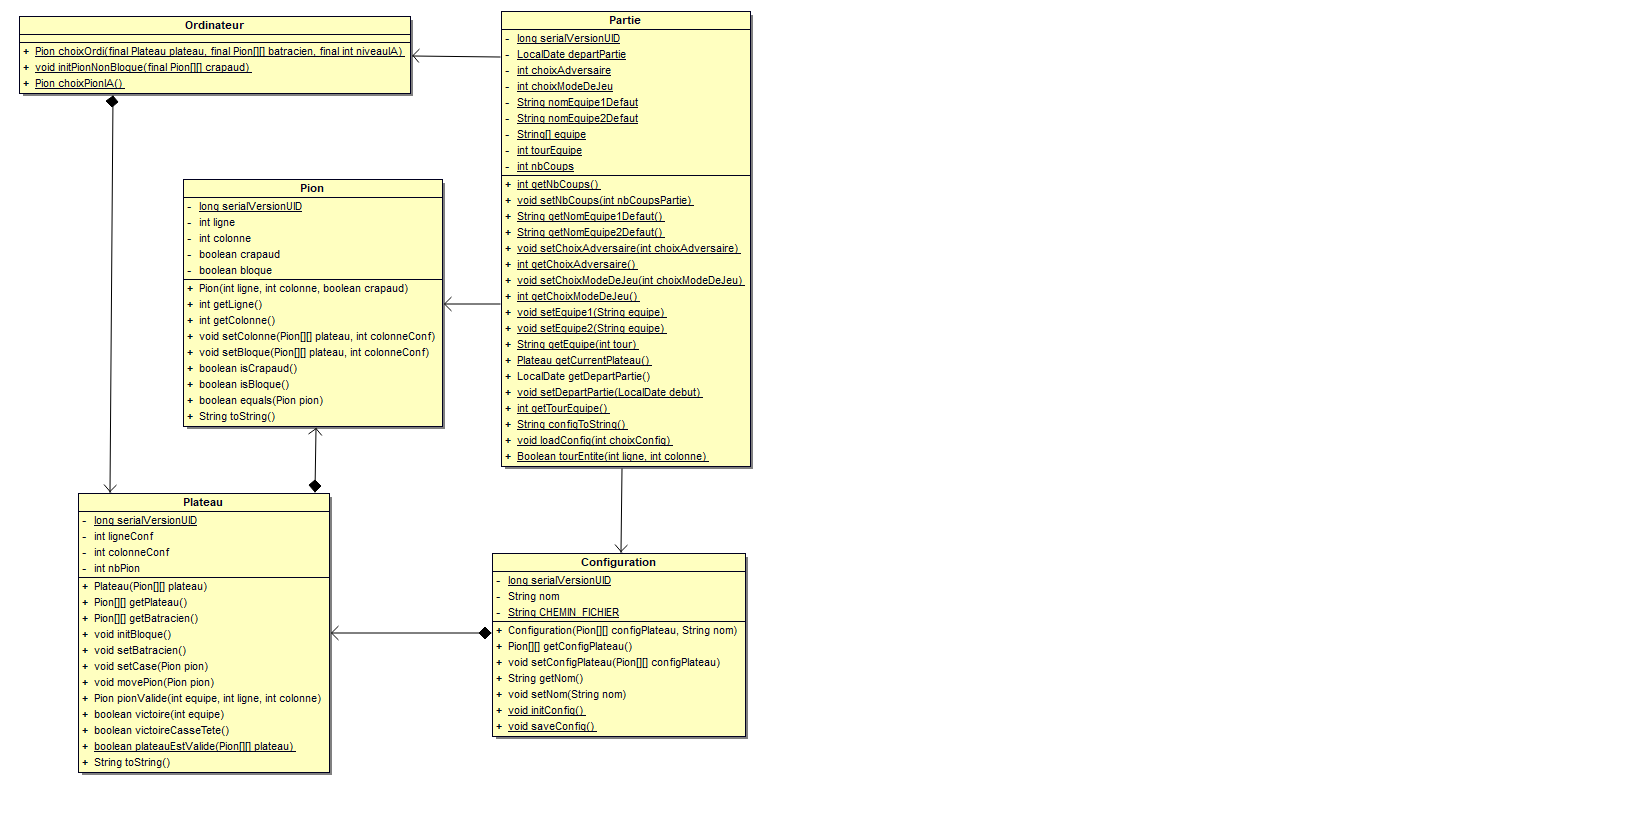 Ordinateur
+ Pion choixOrdi(final Plateau plateau, final Pion[][] batracien, final int niveauIA)
+ void initPionNonBloque(final Pion[][] crapaud)
+ Pion choixPionIA()
Partie
- long serialVersionUID
- LocalDate departPartie
- int choixAdversaire
- int choixModeDeJeu
- String nomEquipe1Defaut
- String nomEquipe2Defaut
- String[] equipe
- int tourEquipe
- int nbCoups
+ int getNbCoups()
+ void setNbCoups(int nbCoupsPartie)
+ String getNomEquipe1Defaut()
+ String getNomEquipe2Defaut()
+ void setChoixAdversaire(int choixAdversaire)
+ int getChoixAdversaire()
+ void setChoixModeDeJeu(int choixModeDeJeu)
+ int getChoixModeDeJeu()
+ void setEquipe1(String equipe)
+ void setEquipe2(String equipe)
+ String getEquipe(int tour)
+ Plateau getCurrentPlateau()
+ LocalDate getDepartPartie()
+ void setDepartPartie(LocalDate debut)
+ int getTourEquipe()
+ String configToString()
+ void loadConfig(int choixConfig)
+ Boolean tourEntite(int ligne, int colonne)
Pion
- long serialVersionUID
- int ligne
- int colonne
- boolean crapaud
- boolean bloque
+ Pion(int ligne, int colonne, boolean crapaud)
+ int getLigne()
+ int getColonne()
+ void setColonne(Pion[][] plateau, int colonneConf)
+ void setBloque(Pion[][] plateau, int colonneConf)
+ boolean isCrapaud()
+ boolean isBloque()
+ boolean equals(Pion pion)
+ String toString()
Plateau
- long serialVersionUID
- int ligneConf
- int colonneConf
- int nbPion
+ Plateau(Pion[][] plateau)
+ Pion[][] getPlateau()
+ Pion[][] getBatracien()
+ void initBloque()
+ void setBatracien()
+ void setCase(Pion pion)
+ void movePion(Pion pion)
+ Pion pionValide(int equipe, int ligne, int colonne)
+ boolean victoire(int equipe)
+ boolean victoireCasseTete()
+ boolean plateauEstValide(Pion[][] plateau)
+ String toString()
Configuration
- long serialVersionUID
- String nom
- String CHEMIN_FICHIER
+ Configuration(Pion[][] configPlateau, String nom)
+ Pion[][] getConfigPlateau()
+ void setConfigPlateau(Pion[][] configPlateau)
+ String getNom()
+ void setNom(String nom)
+ void initConfig()
+ void saveConfig()